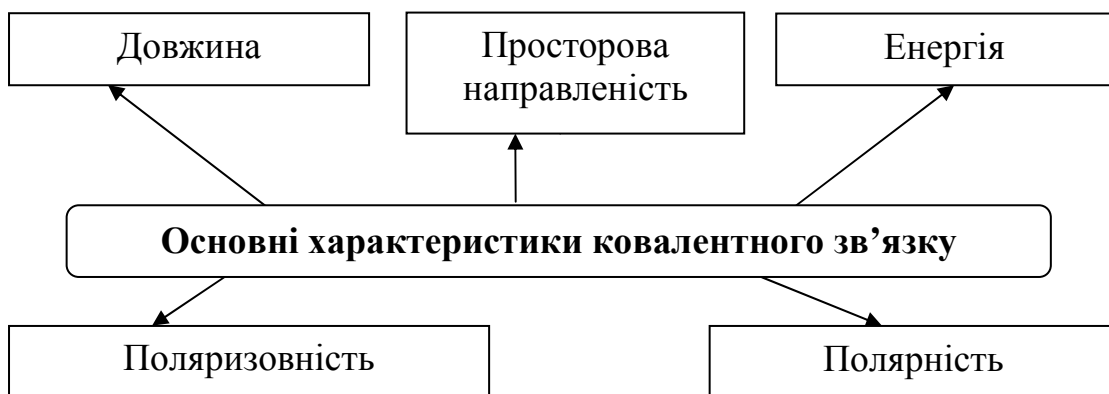 Довжина
Просторова
направленість
Енергія
Основні характеристики ковалентного зв’язку
Поляризовність
Полярність